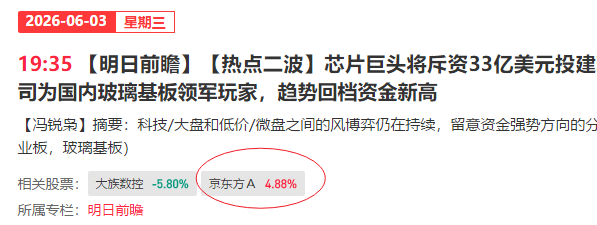 2026-06-03 星期三
19:35 【明日前瞻】【热点二波】芯片巨头将斥资33亿美元投建
司为国内玻璃基板领军玩家，趋势回档资金新高
【冯锐枭】摘要：科技/大盘和低价/微盘之间的风博弈仍在持续，留意资金强势方向的分
业板，玻璃基板）
相关股票： 大族数控 -5.80% 京东方Ａ 4.88%
所属专栏：明日前瞻